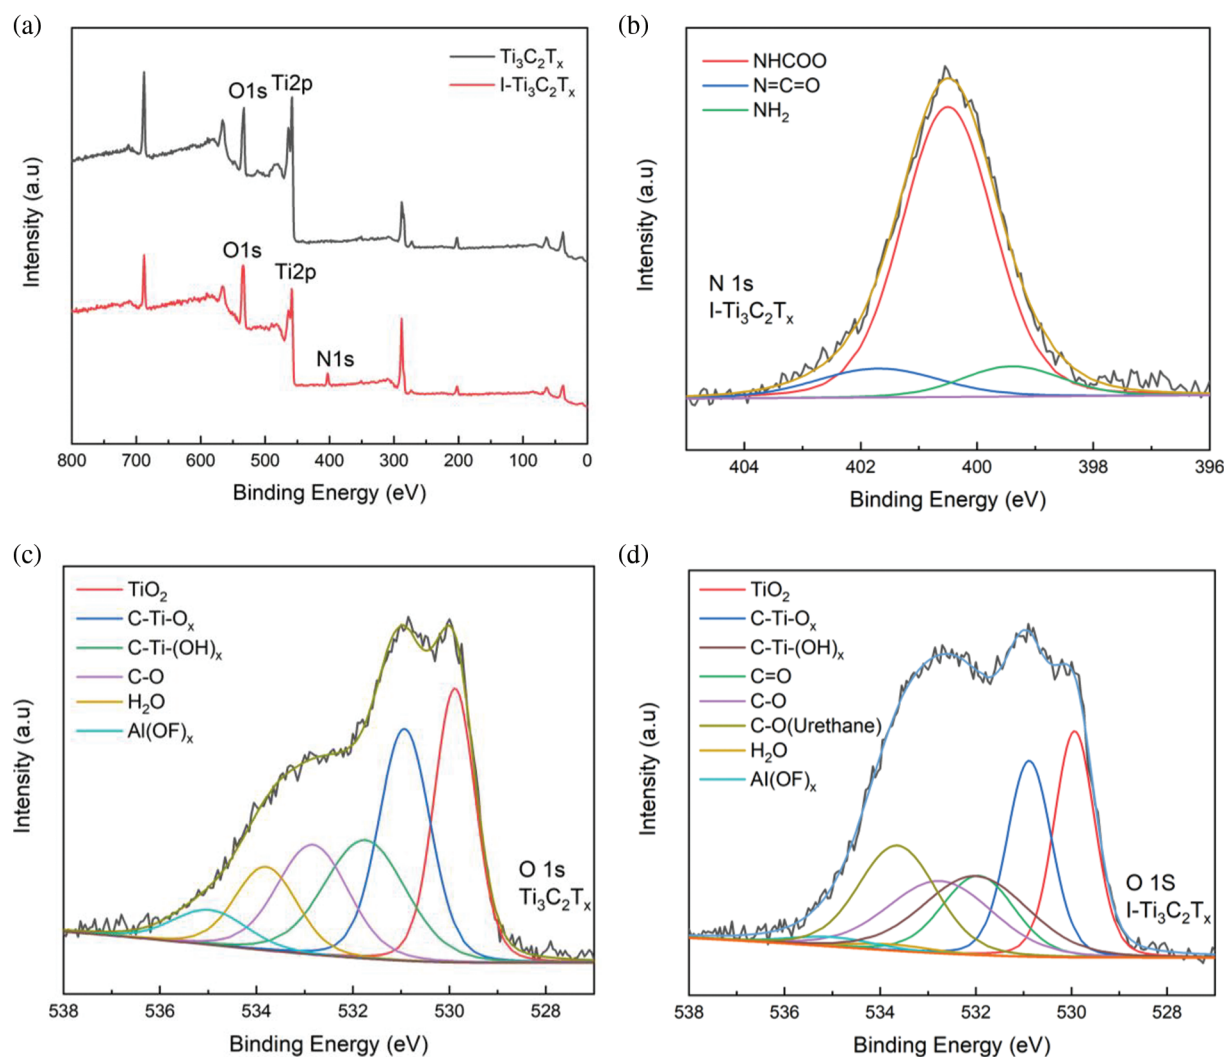 (a)
Ti₃C₂Tₓ
I-Ti₃C₂Tₓ
O1s
Ti2p
O1s
Ti2p
N1s
Intensity (a.u)
800 700 600 500 400 300 200 100 0
Binding Energy (eV)
(b)
NHCOO
N=C=O
NH₂
N 1s
I-Ti₃C₂Tₓ
Intensity (a.u)
404 402 400 398 396
Binding Energy (eV)
(c)
TiO₂
C-Ti-Oₓ
C-Ti-(OH)ₓ
C-O
H₂O
Al(OF)ₓ
O 1s
Ti₃C₂Tₓ
Intensity (a.u)
538 536 534 532 530 528
Binding Energy (eV)
(d)
TiO₂
C-Ti-Oₓ
C-Ti-(OH)ₓ
C=O
C-O
C-O(Urethane)
H₂O
Al(OF)ₓ
O 1S
I-Ti₃C₂Tₓ
Intensity (a.u)
538 536 534 532 530 528
Binding Energy (eV)